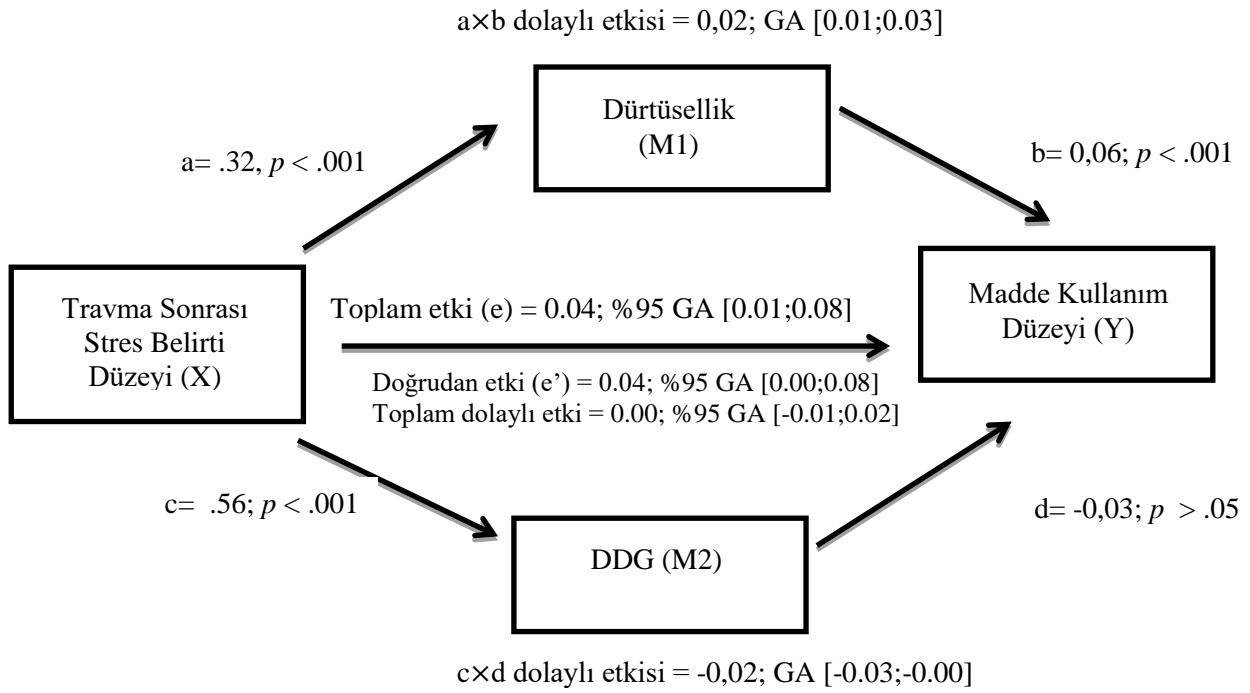 a×b dolaylı etkisi = 0,02; GA [0.01;0.03]
Dürtüsellik
(M1)
a= .32, p < .001
b= 0,06; p < .001
Travma Sonrası
Stres Belirti
Düzeyi (X)
Toplam etki (e) = 0.04; %95 GA [0.01;0.08]
Doğrudan etki (e’) = 0.04; %95 GA [0.00;0.08]
Toplam dolaylı etki = 0.00; %95 GA [-0.01;0.02]
Madde Kullanım
Düzeyi (Y)
c= .56; p < .001
d= -0,03; p > .05
DDG (M2)
c×d dolaylı etkisi = -0,02; GA [-0.03;-0.00]